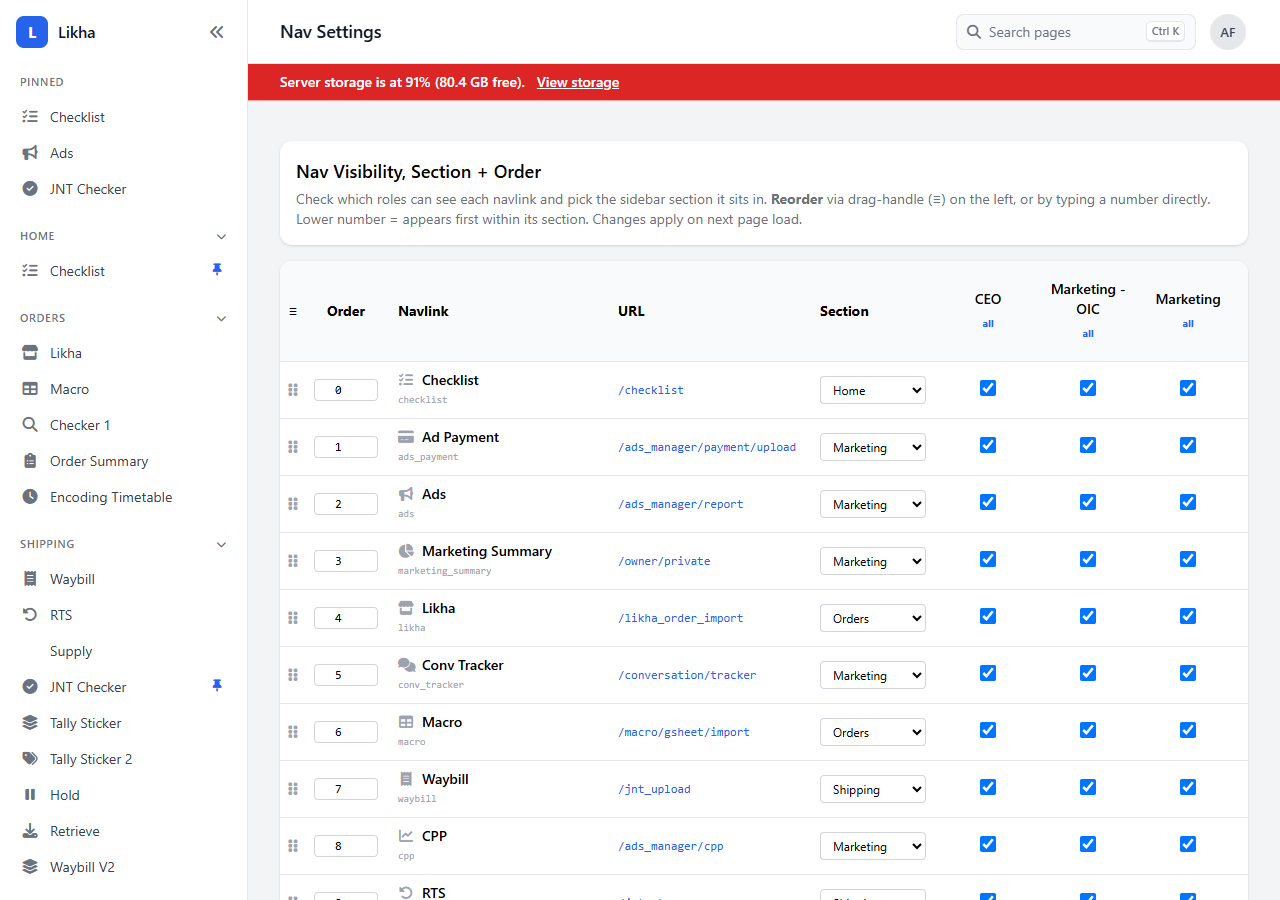 L Likha
PINNED
Checklist
Ads
JNT Checker
HOME
Checklist
ORDERS
Likha
Macro
Checker 1
Order Summary
Encoding Timetable
SHIPPING
Waybill
RTS
Supply
JNT Checker
Tally Sticker
Tally Sticker 2
Hold
Retrieve
Waybill V2
Nav Settings
Search pages Ctrl K AF
Server storage is at 91% (80.4 GB free). View storage
Nav Visibility, Section + Order
Check which roles can see each navlink and pick the sidebar section it sits in. Reorder via drag-handle (≡) on the left, or by typing a number directly.
Lower number = appears first within its section. Changes apply on next page load.
≡ Order Navlink URL Section CEO all Marketing - OIC all Marketing all
0 Checklist /checklist Home
checklist
1 Ad Payment /ads_manager/payment/upload Marketing
ads_payment
2 Ads /ads_manager/report Marketing
ads
3 Marketing Summary /owner/private Marketing
marketing_summary
4 Likha /likha_order_import Orders
likha
5 Conv Tracker /conversation/tracker Marketing
conv_tracker
6 Macro /macro/gsheet/import Orders
macro
7 Waybill /jnt_upload Shipping
waybill
8 CPP /ads_manager/cpp Marketing
cpp
RTS